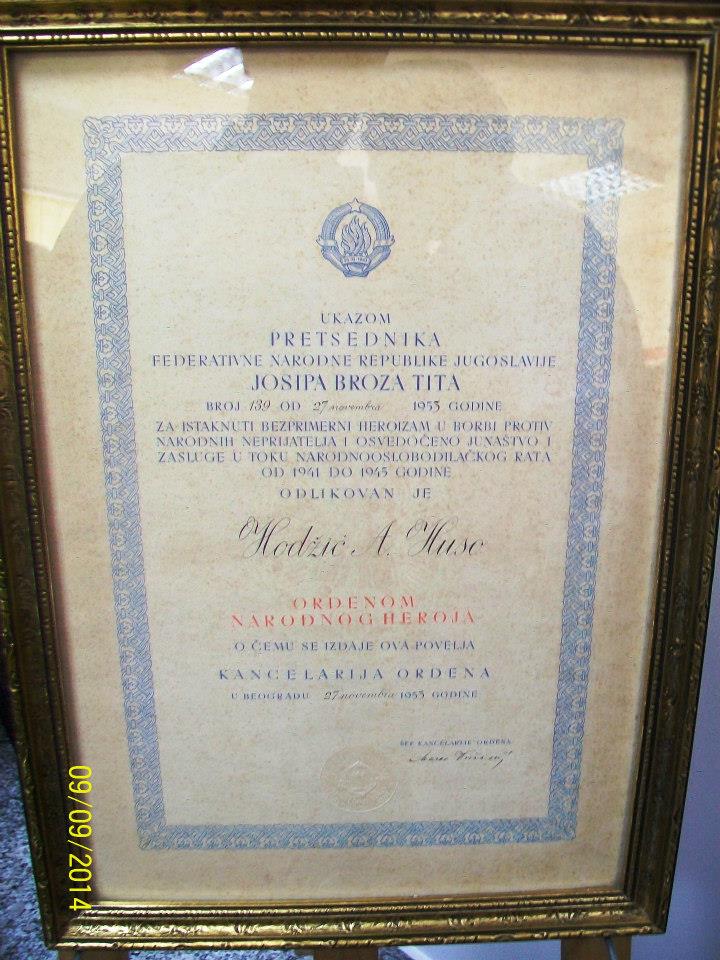 UKAZOM
PRETSEDNIKA
FEDERATIVNE NARODNE REPUBLIKE JUGOSLAVIJE
JOSIPA BROZA TITA
BROJ 139 OD 27 novembra 1953 GODINE
ZA ISTAKNUTI BEZPRIMERNI HEROIZAM U BORBI PROTIV
NARODNIH NEPRIJATELJA I OSVEDOČENO JUNAŠTVO I
ZASLUGE U TOKU NARODNOOSLOBODILAČKOG RATA
OD 1941 DO 1945 GODINE
ODLIKOVAN JE
Hodžić A. Huso
ORDENOM
NARODNOG HEROJA
O ČEMU SE IZDAJE OVA POVELJA
KANCELARIJA ORDENA
U BEOGRADU 27 novembra 1953 GODINE
ŠEF KANCELARIJE ORDENA
09/09/2014